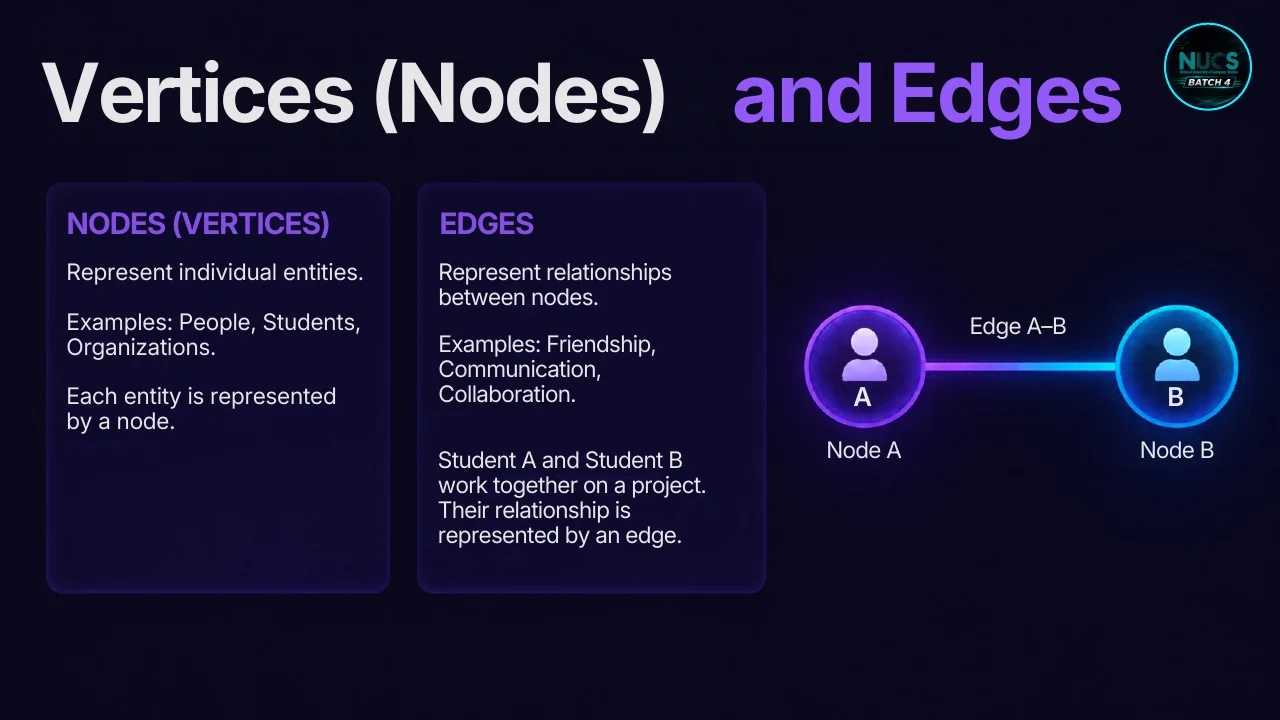 Vertices (Nodes) and Edges
NUCS
BATCH 4
NODES (VERTICES)
Represent individual entities.
Examples: People, Students,
Organizations.
Each entity is represented
by a node.
EDGES
Represent relationships
between nodes.
Examples: Friendship,
Communication,
Collaboration.
Student A and Student B
work together on a project.
Their relationship is
represented by an edge.
Edge A–B
A
B
Node A
Node B